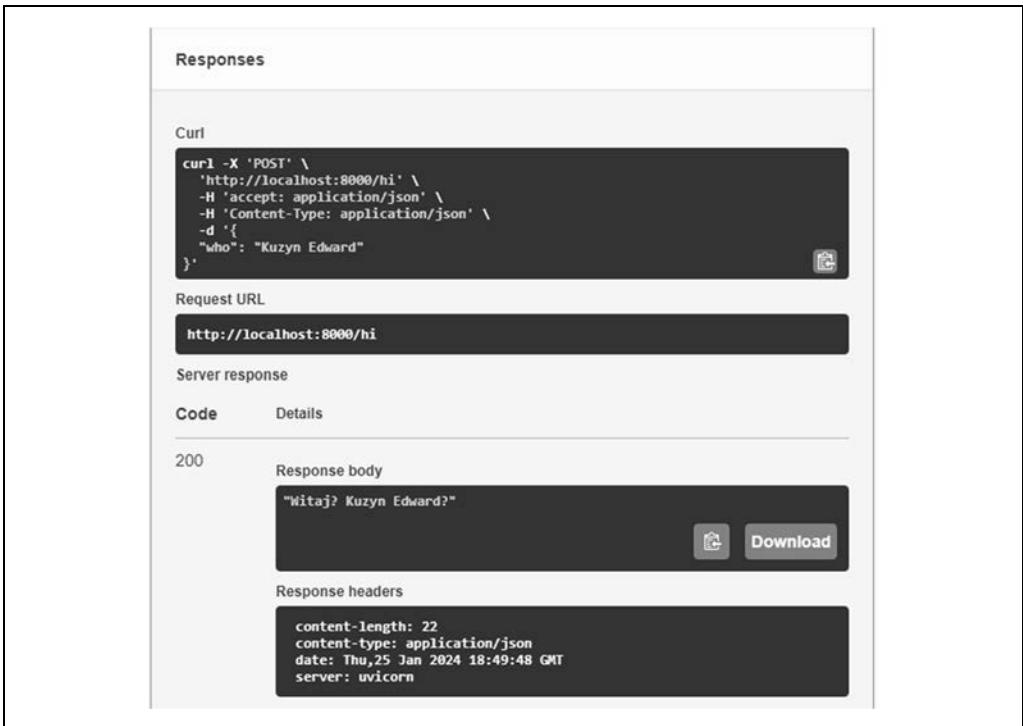 Responses
Curl
curl -X 'POST' \
'http://localhost:8000/hi' \
-H 'accept: application/json' \
-H 'Content-Type: application/json' \
-d '{
"who": "Kuzyn Edward"
}'
Request URL
http://localhost:8000/hi
Server response
Code Details
200
Response body
"Witaj? Kuzyn Edward?"
Download
Response headers
content-length: 22
content-type: application/json
date: Thu,25 Jan 2024 18:49:48 GMT
server: uvicorn